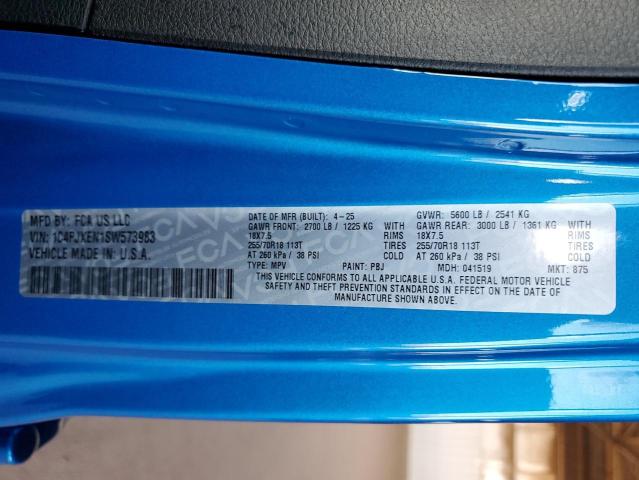 MFD BY: FCA US LLC
VIN: 1C4PJXEN1SW573983
VEHICLE MADE IN U.S.A.
DATE OF MFR (BUILT): 4-25
GVWR: 5600 LB / 2541 KG
GAWR FRONT: 2700 LB / 1225 KG WITH
GAWR REAR: 3000 LB / 1361 KG WITH
18X7.5 RIMS
18X7.5 RIMS
255/70R18 113T TIRES
255/70R18 113T TIRES
AT 260 kPa / 38 PSI COLD
AT 260 kPa / 38 PSI COLD
TYPE: MPV PAINT: PBJ MDH: 041519 MKT: 875
THIS VEHICLE CONFORMS TO ALL APPLICABLE U.S.A. FEDERAL MOTOR VEHICLE
SAFETY AND THEFT PREVENTION STANDARDS IN EFFECT ON THE DATE OF
MANUFACTURE SHOWN ABOVE.